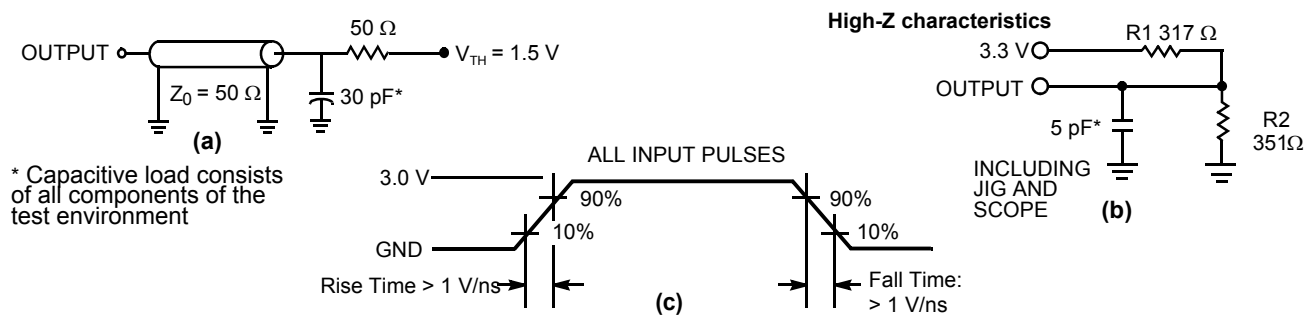 50 Ω
OUTPUT
V_TH = 1.5 V
Z_0 = 50 Ω
30 pF*
(a)
* Capacitive load consists
of all components of the
test environment
High-Z characteristics
3.3 V
R1 317 Ω
OUTPUT
5 pF*
R2
351Ω
INCLUDING
JIG AND
SCOPE
(b)
ALL INPUT PULSES
3.0 V
90%
10%
GND
90%
10%
Rise Time > 1 V/ns
(c)
Fall Time:
> 1 V/ns